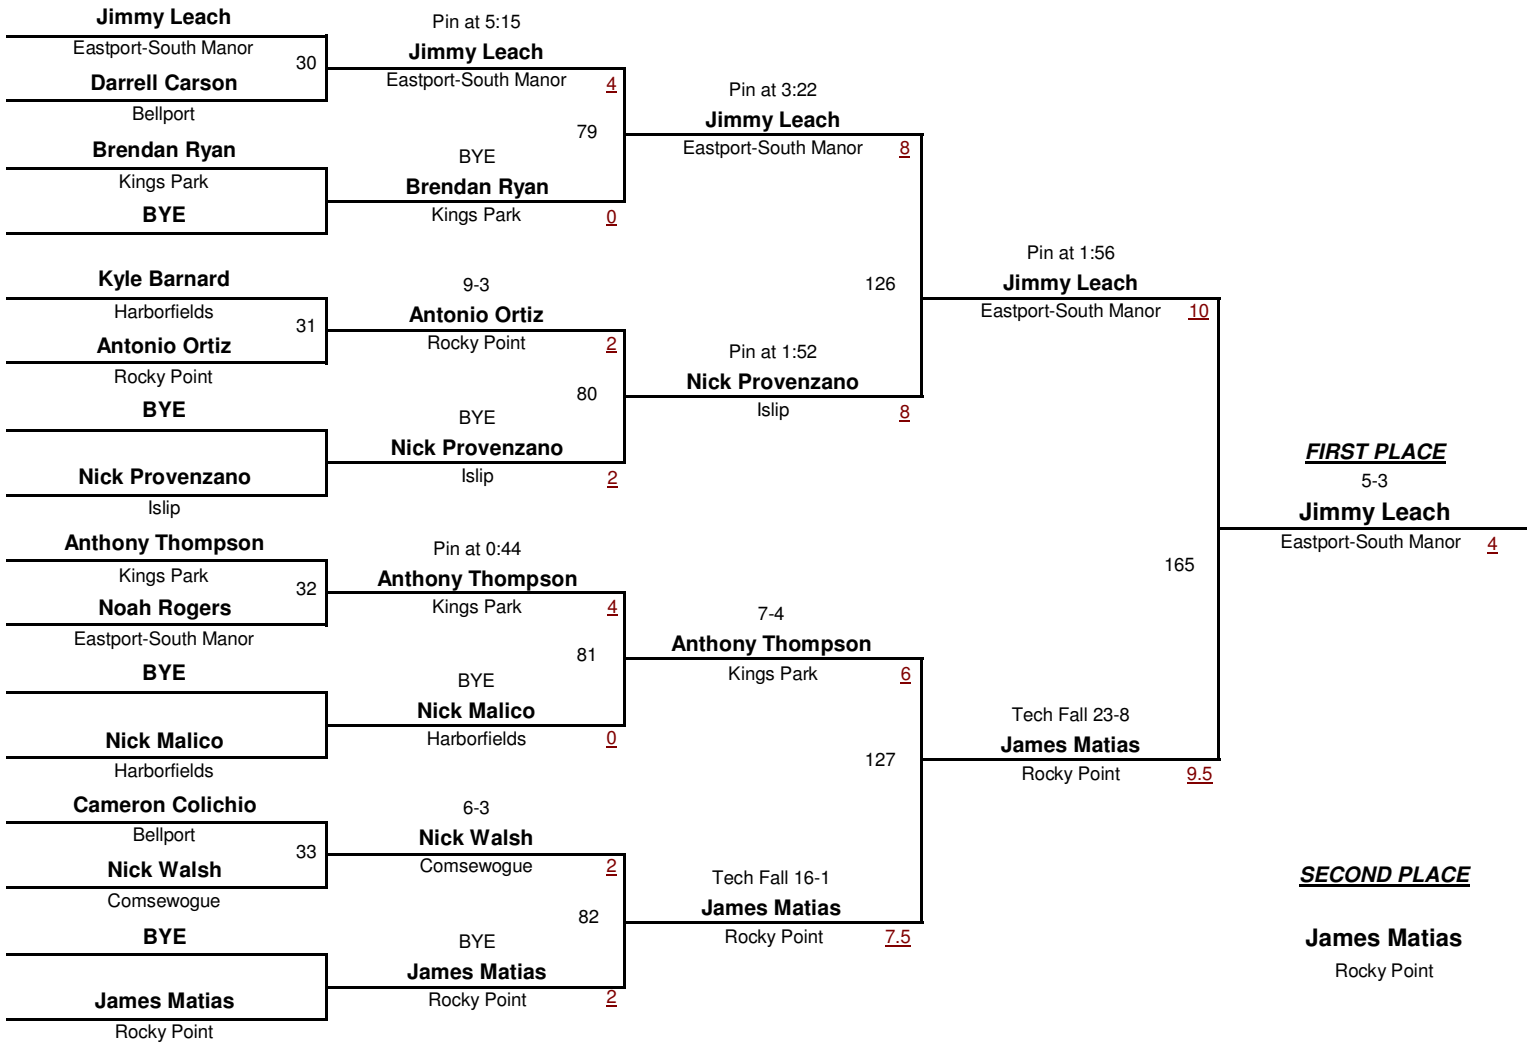 Jimmy Leach
Eastport-South Manor
30
Darrell Carson
Bellport
Brendan Ryan
Kings Park
BYE
Kyle Barnard
Harborfields
31
Antonio Ortiz
Rocky Point
BYE
Nick Provenzano
Islip
Anthony Thompson
Kings Park
32
Noah Rogers
Eastport-South Manor
BYE
Nick Malico
Harborfields
Cameron Colichio
Bellport
33
Nick Walsh
Comsewogue
BYE
James Matias
Rocky Point
Pin at 5:15
Jimmy Leach
Eastport-South Manor 4
79
BYE
Brendan Ryan
Kings Park 0
9-3
Antonio Ortiz
Rocky Point 2
80
BYE
Nick Provenzano
Islip 2
Pin at 0:44
Anthony Thompson
Kings Park 4
81
BYE
Nick Malico
Harborfields 0
6-3
Nick Walsh
Comsewogue 2
82
BYE
James Matias
Rocky Point 2
Pin at 3:22
Jimmy Leach
Eastport-South Manor 8
126
Pin at 1:52
Nick Provenzano
Islip 8
7-4
Anthony Thompson
Kings Park 6
127
Tech Fall 16-1
James Matias
Rocky Point 7.5
Pin at 1:56
Jimmy Leach
Eastport-South Manor 10
165
Tech Fall 23-8
James Matias
Rocky Point 9.5
FIRST PLACE
5-3
Jimmy Leach
Eastport-South Manor 4
SECOND PLACE
James Matias
Rocky Point